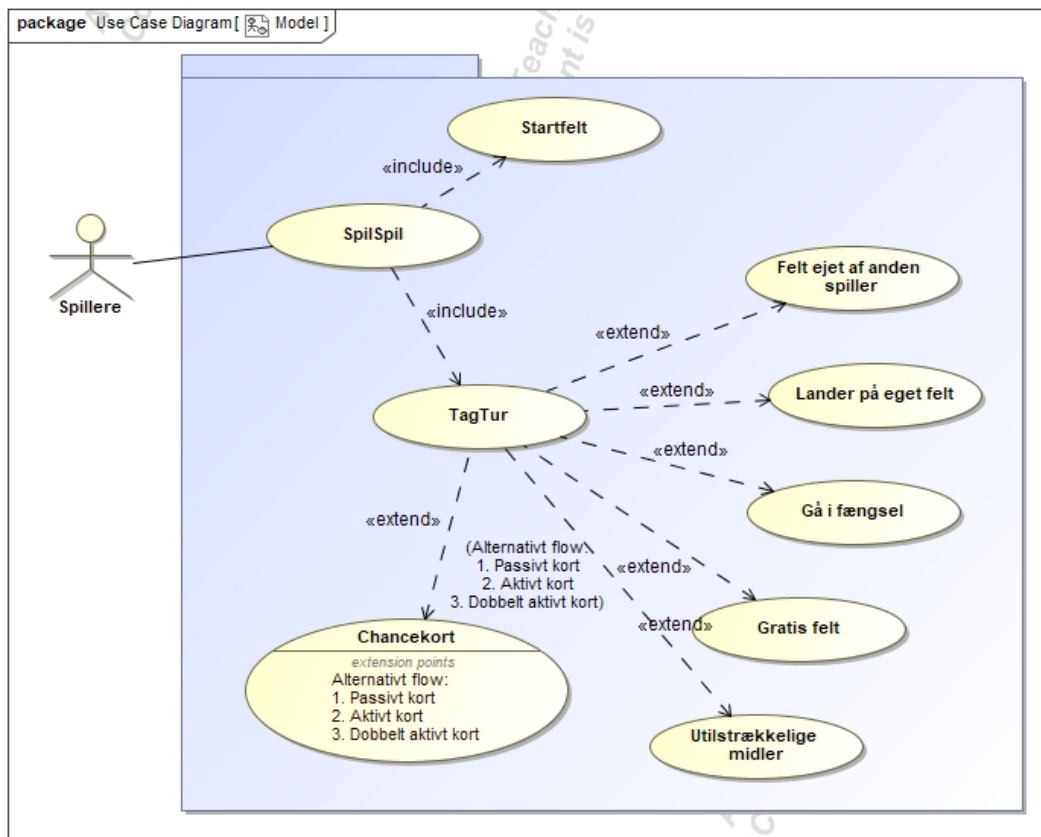 package Use Case Diagram [ Model ]
Teach
nt is
Startfelt
«include»
SpilSpil
Spillere
«include»
Felt ejet af anden
spiller
«extend»
Lander på eget felt
«extend»
TagTur
«extend»
Gå i fængsel
«extend»
(Alternativt flow:
1. Passivt kort
2. Aktivt kort
3. Dobbelt aktivt kort)
«extend»
Gratis felt
«extend»
Chancekort
extension points
Alternativt flow:
1. Passivt kort
2. Aktivt kort
3. Dobbelt aktivt kort
Utilstrækkelige
midler